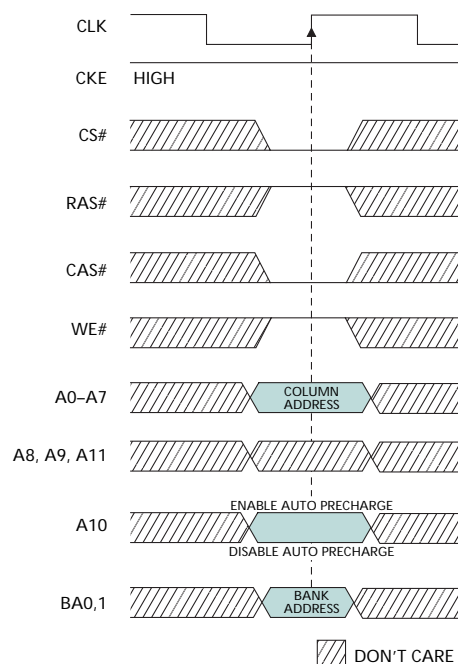 CLK
CKE HIGH
CS#
RAS#
CAS#
WE#
A0–A7 COLUMN
ADDRESS
A8, A9, A11
ENABLE AUTO PRECHARGE
A10
DISABLE AUTO PRECHARGE
BA0,1 BANK
ADDRESS
DON'T CARE